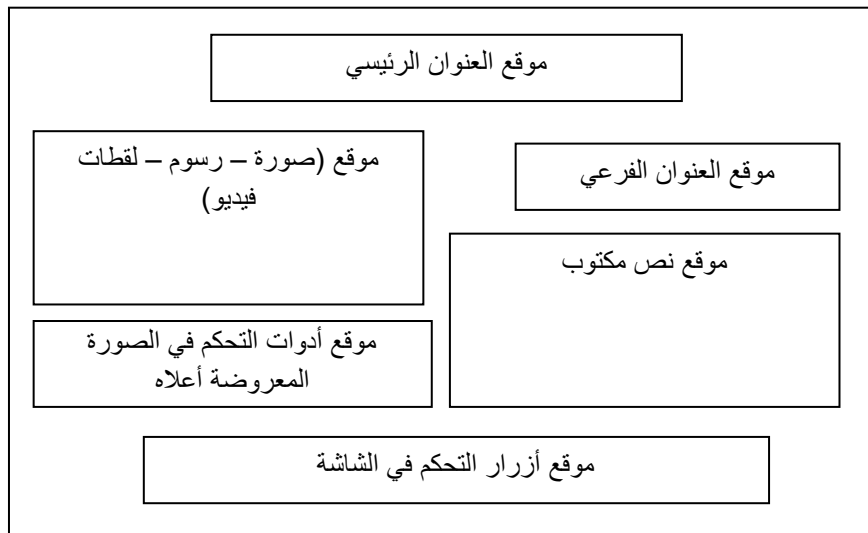 موقع العنوان الرئيسي
موقع العنوان الفرعي
موقع (صورة – رسوم – لقطات
فيديو)
موقع نص مكتوب
موقع أدوات التحكم في الصورة
المعروضة أعلاه
موقع أزرار التحكم في الشاشة